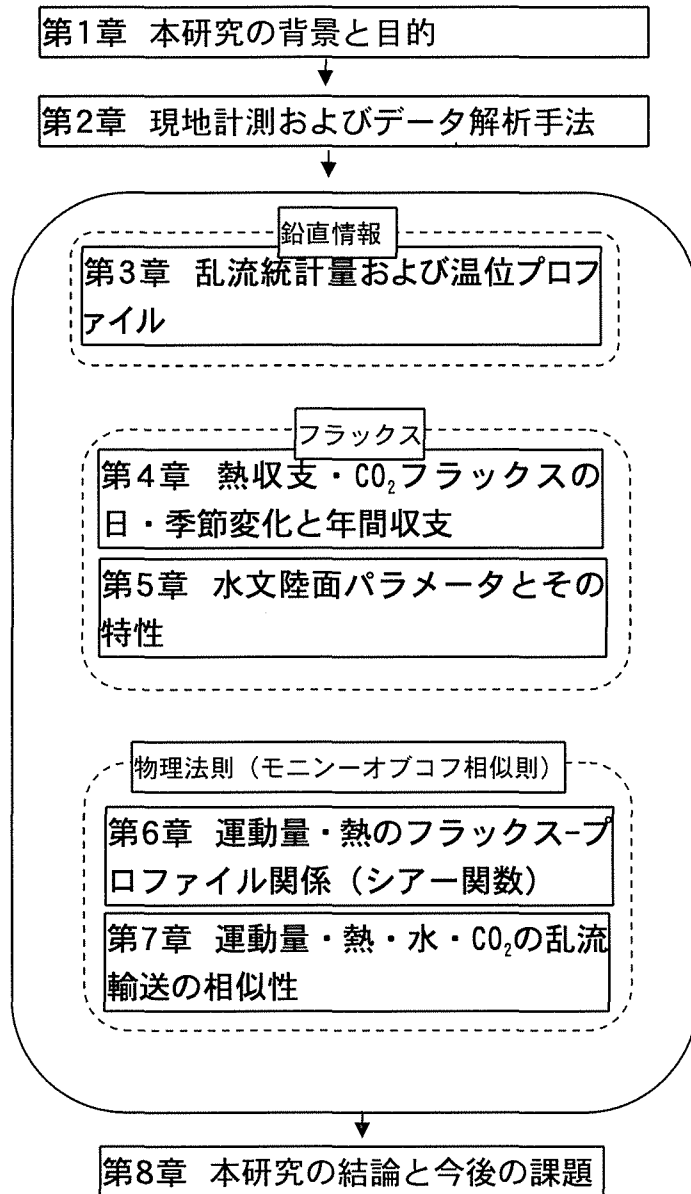 第1章 本研究の背景と目的
第2章 現地計測およびデータ解析手法
鉛直情報
第3章 乱流統計量および温位プロフ
ァイル
フラックス
第4章 熱収支・CO₂フラックスの
日・季節変化と年間収支
第5章 水文陸面パラメータとその
特性
物理法則（モニンーオブコフ相似則）
第6章 運動量・熱のフラックス-プ
ロファイル関係（シアー関数）
第7章 運動量・熱・水・CO₂の乱流
輸送の相似性
第8章 本研究の結論と今後の課題